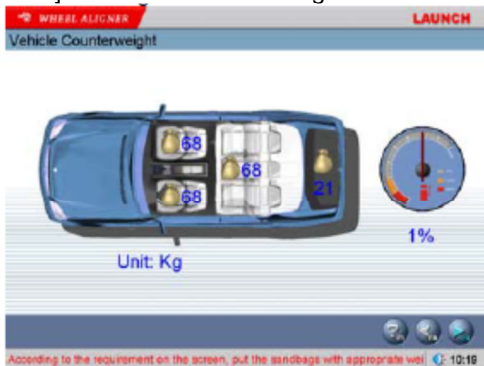 WHEEL ALIGNER LAUNCH
Vehicle Counterweight
68
68
68
21
1%
Unit: Kg
According to the requirement on the screen, put the sandbags with appropriate wei 10:19